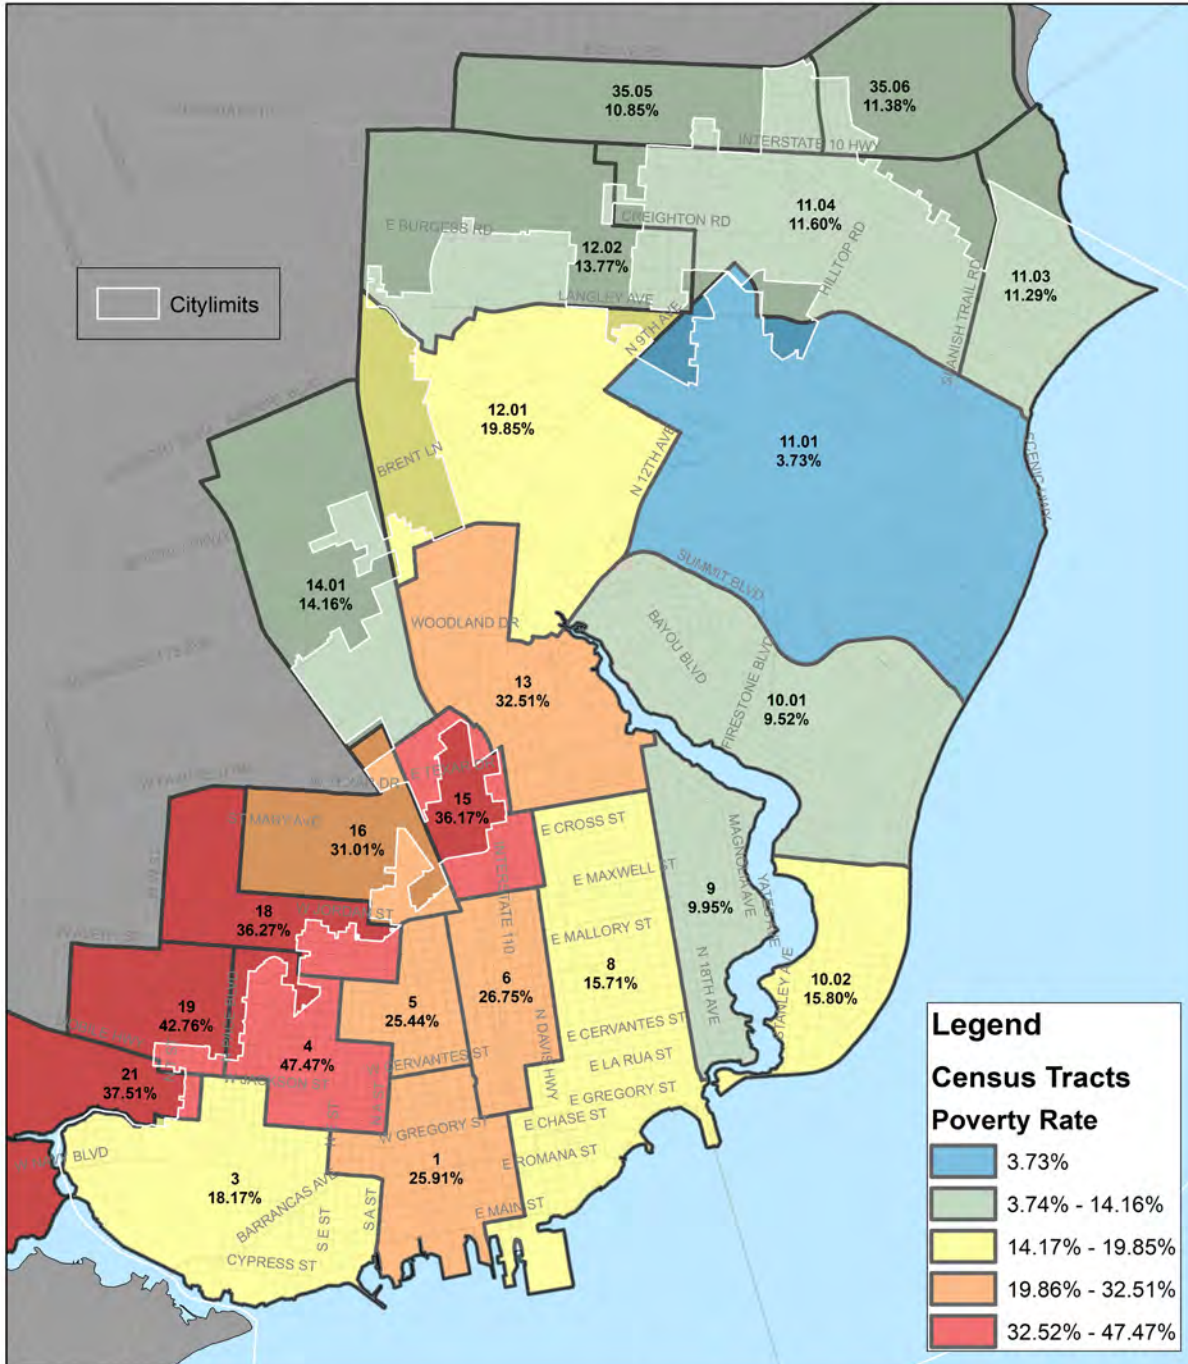 35.05
10.85%
35.06
11.38%
INTERSTATE 10 HWY
11.04
11.60%
CREIGHTON RD
E BURGESS RD
12.02
13.77%
HILLTOP RD
11.03
11.29%
LANGLEY AVE
Citylimits
N 9TH AVE
SPANISH TRAIL RD
12.01
19.85%
11.01
3.73%
BRENT LN
N 12TH AVE
SCENIC HWY
14.01
14.16%
SUMMIT BLVD
WOODLAND DR
BAYOU BLVD
FIRESTONE BLVD
13
32.51%
10.01
9.52%
E TEXAR DR
15
36.17%
16
31.01%
E CROSS ST
MAGNOLIA AVE
INTERSTATE 110
E MAXWELL ST
9
9.95%
18
36.27%
E MALLORY ST
N 18TH AVE
8
15.71%
6
26.75%
10.02
15.80%
STANLEY AVE
19
42.76%
5
25.44%
N DAVIS HWY
E CERVANTES ST
4
47.47%
W CERVANTES ST
E LA RUA ST
21
37.51%
W JACKSON ST
E GREGORY ST
E CHASE ST
W GREGORY ST
E ROMANA ST
1
25.91%
3
18.17%
BARRANCAS AVE
E MAIN ST
S E ST
S A ST
CYPRESS ST
Legend
Census Tracts
Poverty Rate
3.73%
3.74% - 14.16%
14.17% - 19.85%
19.86% - 32.51%
32.52% - 47.47%